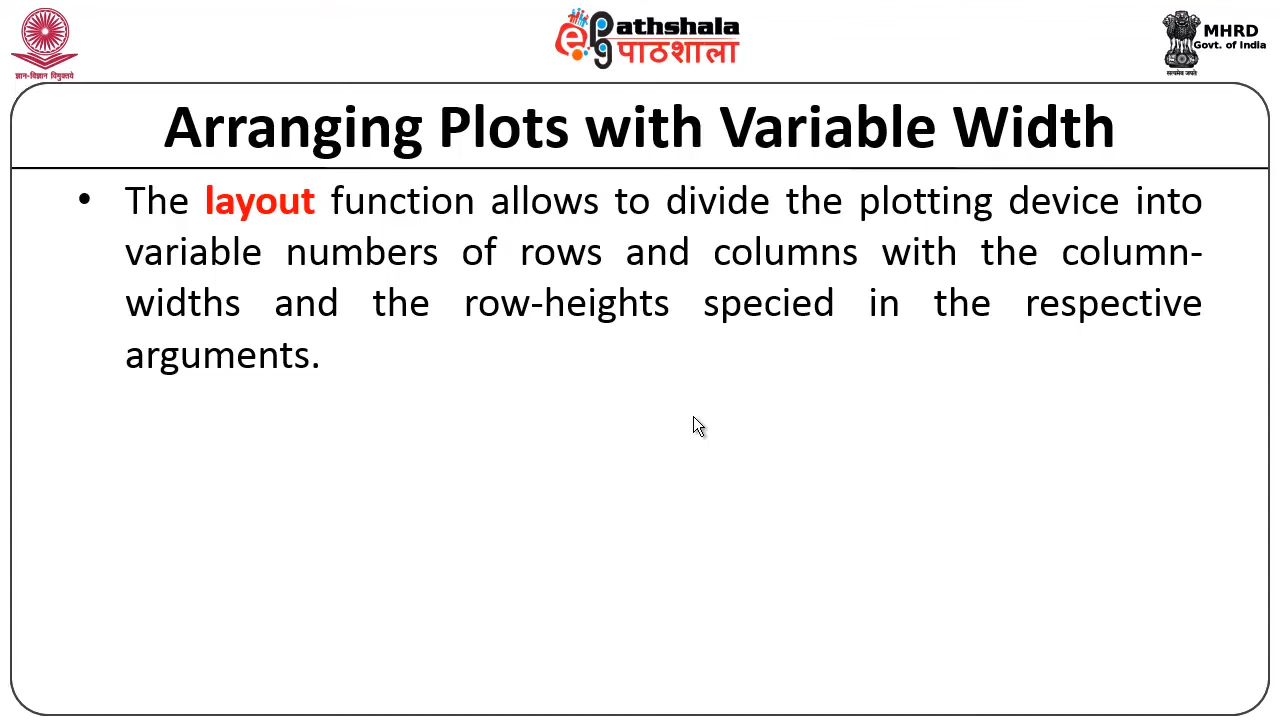 ज्ञान-विज्ञान विमुक्तये
ePathshala
पाठशाला
MHRD
Govt. of India
सत्यमेव जयते
Arranging Plots with Variable Width
• The layout function allows to divide the plotting device into
variable numbers of rows and columns with the column-
widths and the row-heights specied in the respective
arguments.